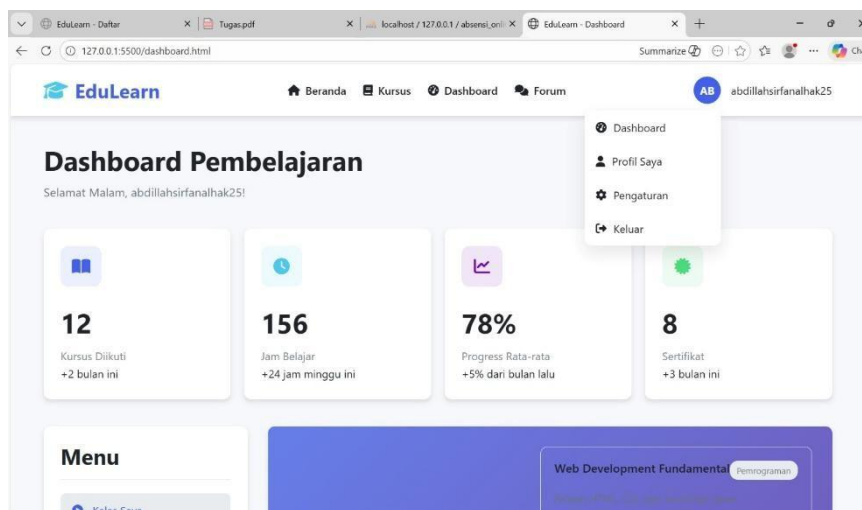 EduLearn - Daftar
Tugas.pdf
localhost / 127.0.0.1 / absensi_onli
EduLearn - Dashboard
127.0.0.1:5500/dashboard.html
Summarize
Ch
EduLearn
Beranda
Kursus
Dashboard
Forum
AB
abdillahsirfanalhak25
Dashboard
Profil Saya
Pengaturan
Keluar
Dashboard Pembelajaran
Selamat Malam, abdillahsirfanalhak25!
12
Kursus Diikuti
+2 bulan ini
156
Jam Belajar
+24 jam minggu ini
78%
Progress Rata-rata
+5% dari bulan lalu
8
Sertifikat
+3 bulan ini
Menu
Kelas Saya
Web Development Fundamental
Pemrograman